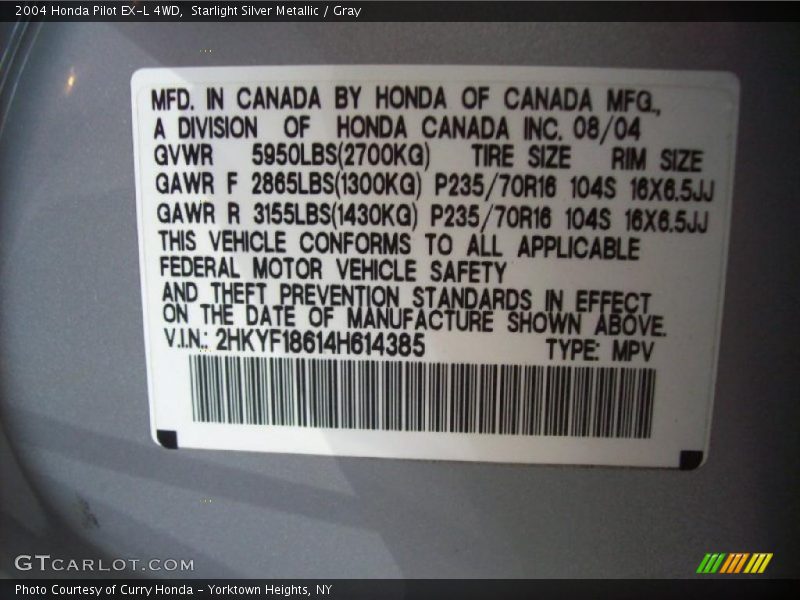 2004 Honda Pilot EX-L 4WD,  Starlight Silver Metallic / Gray
MFD. IN CANADA BY HONDA OF CANADA MFG.,
A DIVISION OF HONDA CANADA INC. 08/04
GVWR 5950LBS(2700KG) TIRE SIZE RIM SIZE
GAWR F 2865LBS(1300KG) P235/70R16 104S 16X6.5JJ
GAWR R 3155LBS(1430KG) P235/70R16 104S 16X6.5JJ
THIS VEHICLE CONFORMS TO ALL APPLICABLE
FEDERAL MOTOR VEHICLE SAFETY
AND THEFT PREVENTION STANDARDS IN EFFECT
ON THE DATE OF MANUFACTURE SHOWN ABOVE.
V.I.N.: 2HKYF18614H614385 TYPE: MPV
GTCARLOT.COM
Photo Courtesy of Curry Honda - Yorktown Heights, NY